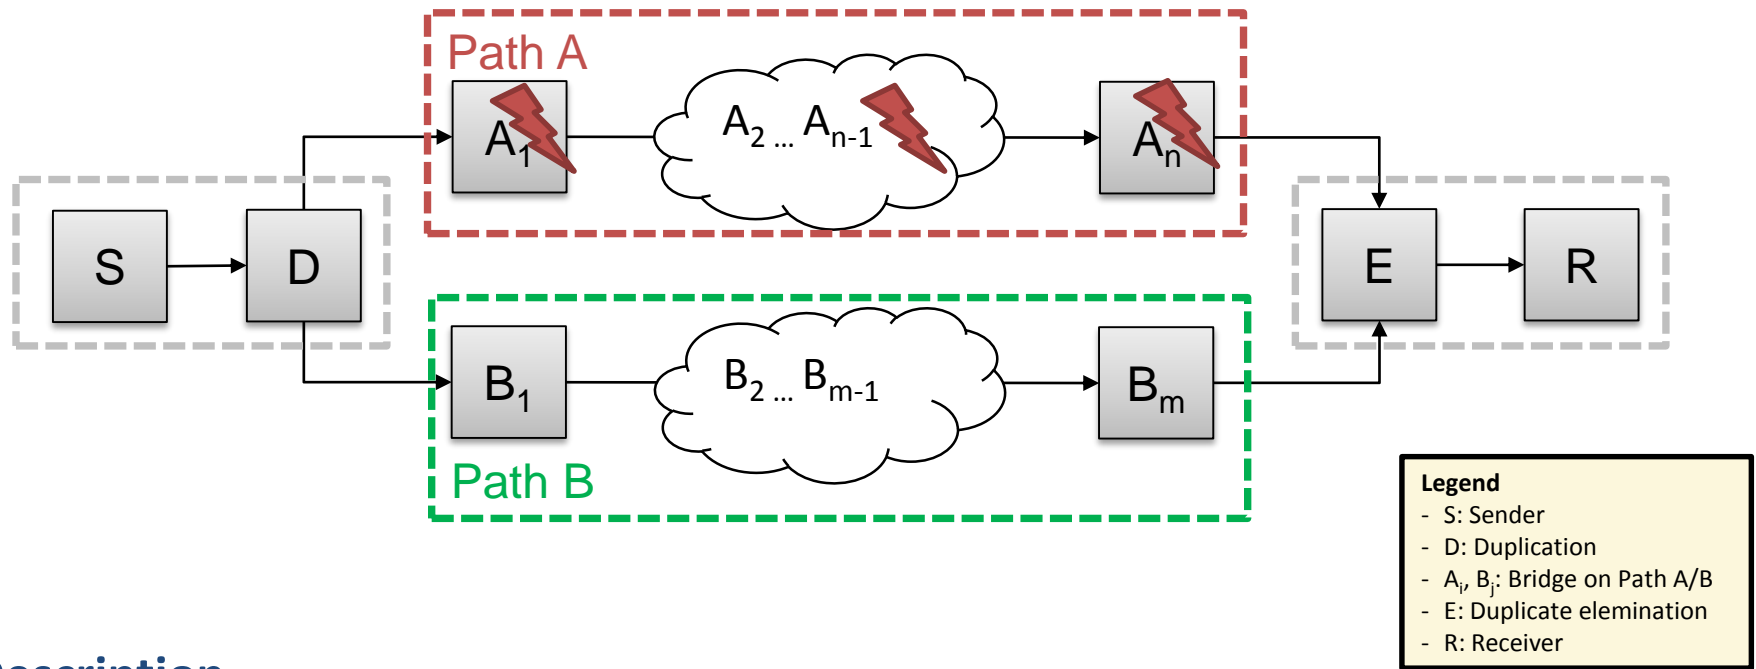 Path A
A1
A2 ... An-1
An
S
D
E
R
B1
B2 ... Bm-1
Bm
Path B
Legend
- S: Sender
- D: Duplication
- Ai, Bj: Bridge on Path A/B
- E: Duplicate elemination
- R: Receiver